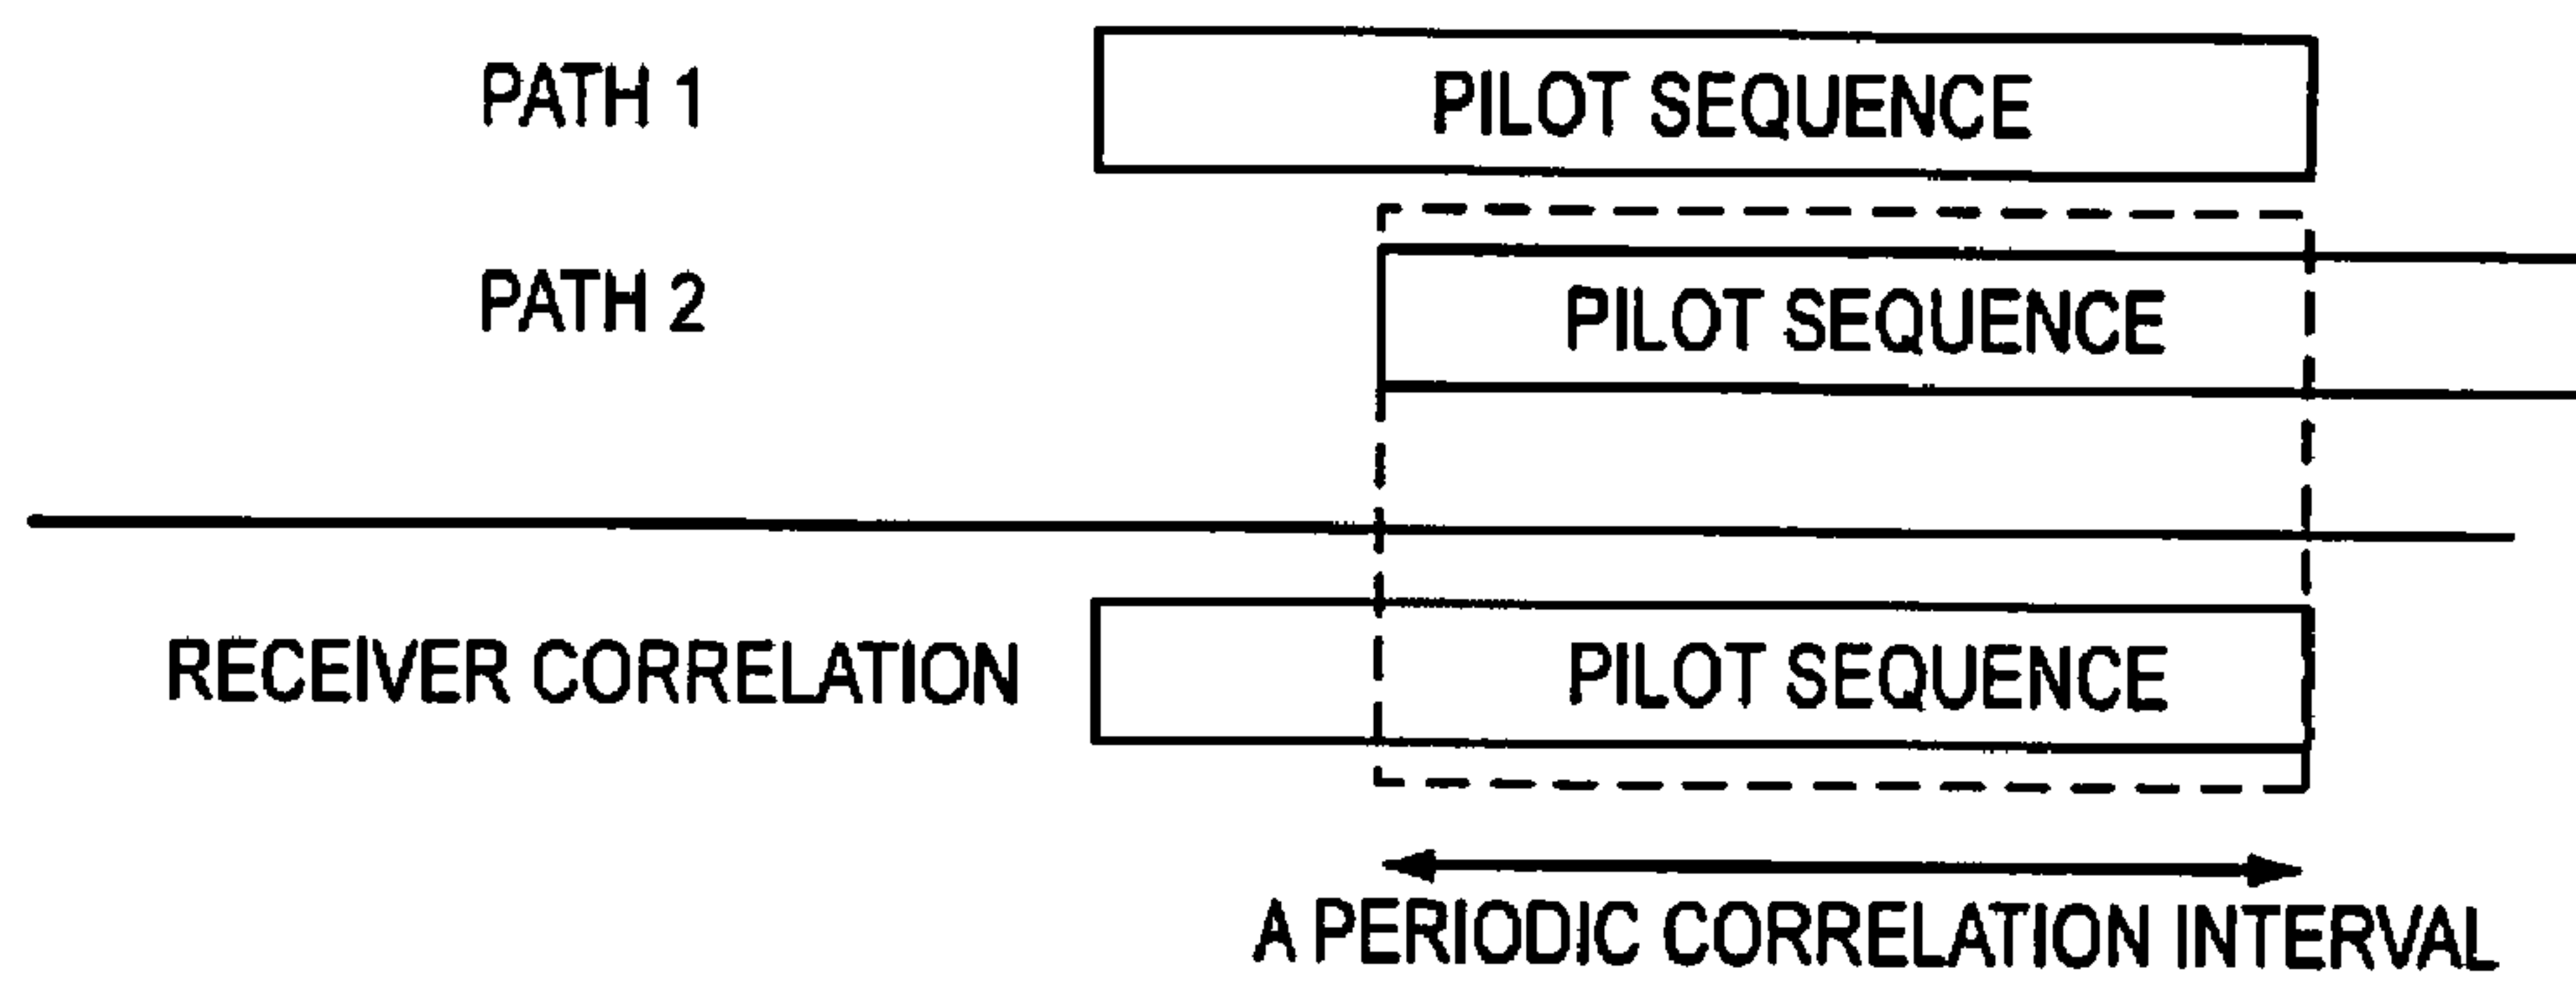 PATH 1
PILOT SEQUENCE
PATH 2
PILOT SEQUENCE
RECEIVER CORRELATION
PILOT SEQUENCE
A PERIODIC CORRELATION INTERVAL